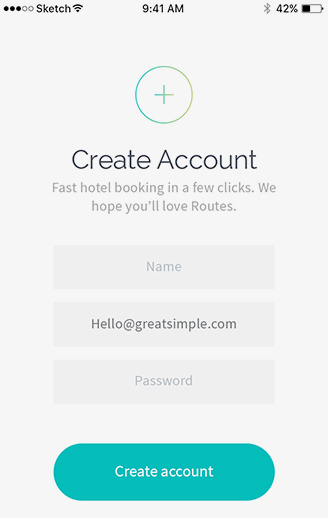 Sketch 9:41 AM 42%
Create Account
Fast hotel booking in a few clicks. We
hope you'll love Routes.
Name
Hello@greatsimple.com
Password
Create account